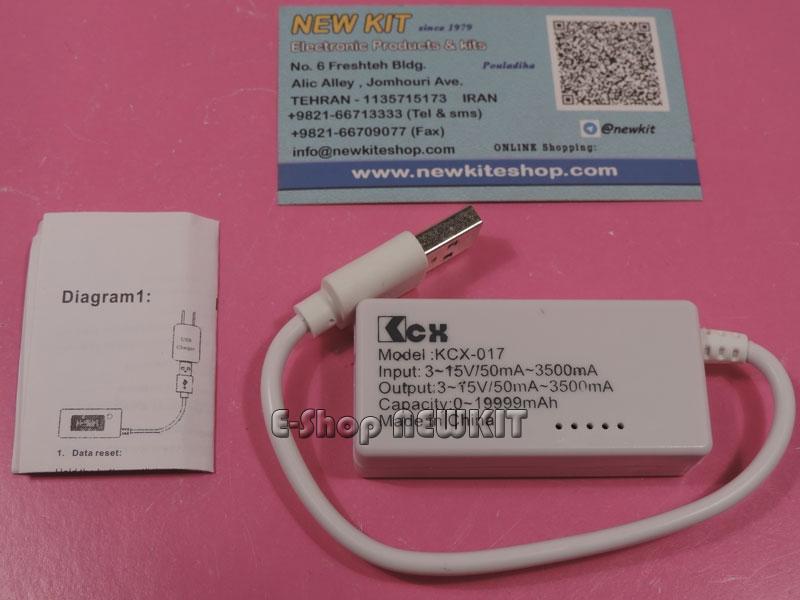 NEW KIT since 1979
Electronic Products & kits
No. 6 Freshteh Bldg. Pouladiha
Alic Alley , Jomhouri Ave.
TEHRAN - 1135715173 IRAN
+9821-66713333 (Tel & sms)
+9821-66709077 (Fax)
@newkit
info@newkiteshop.com ONLINE Shopping:
www.newkiteshop.com
Diagram1:
USB
Charger
1. Data reset:
Kcx
Model :KCX-017
Input: 3~15V/50mA~3500mA
Output: 3~15V/50mA~3500mA
Capacity:0~19999mAh
Made in China
E-Shop NEWKIT